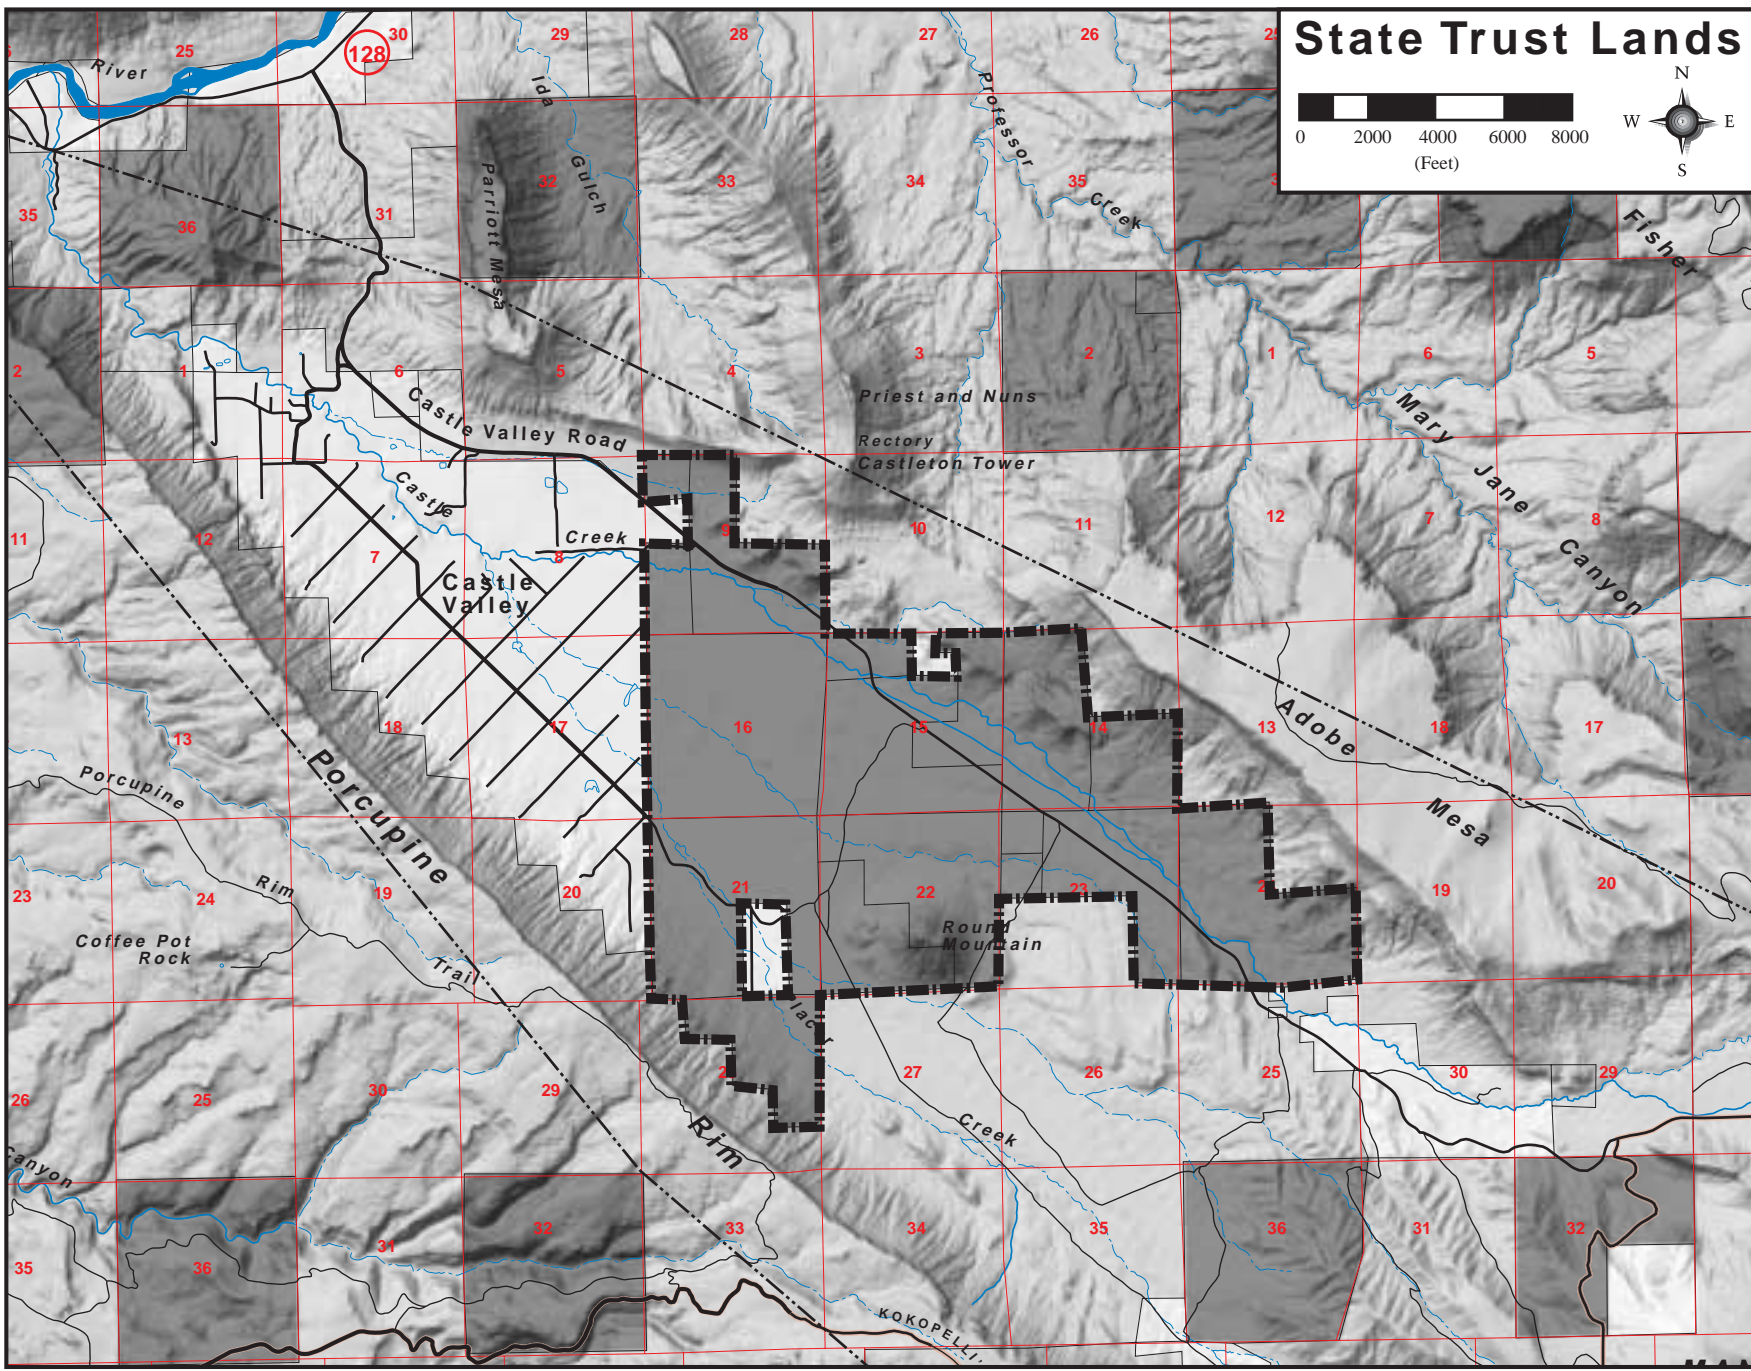 State Trust Lands
N
W E
S
0 2000 4000 6000 8000
(Feet)
128
River
25
30
29
28
27
26
Ida
Gulch
Parriott Mesa
Professor
Creek
Fisher
35
36
31
32
33
34
35
2
1
6
5
4
3
2
1
6
5
Priest and Nuns
Rectory
Castleton Tower
Castle Valley Road
Castle
Creek
Castle
Valley
Mary
Jane
Canyon
11
12
7
8
9
10
11
12
7
8
13
18
17
16
15
14
13
18
17
Adobe
Mesa
Porcupine
Rim
Trail
Porcupine
Rim
23
24
19
20
21
22
23
19
20
Coffee Pot
Rock
Round
Mountain
26
25
30
29
27
26
25
30
29
Creek
Canyon
35
36
31
32
33
34
35
36
31
32
KOKOPELLI'